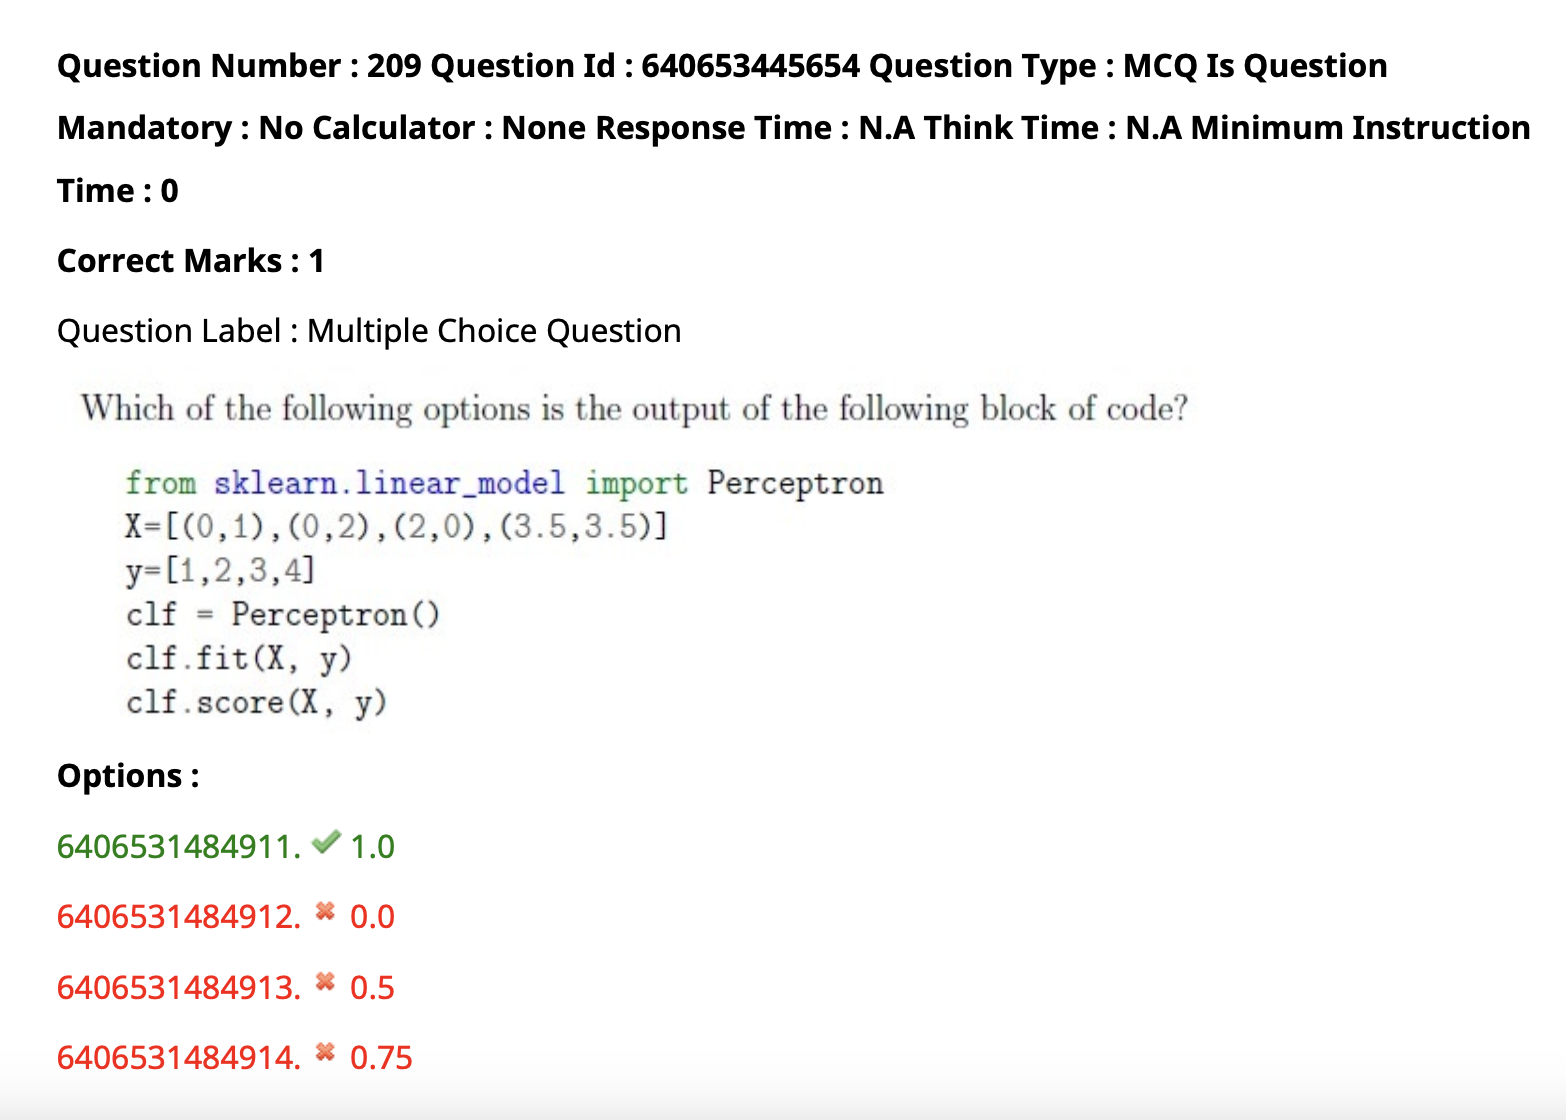 Question Number : 209 Question Id : 640653445654 Question Type : MCQ Is Question
Mandatory : No Calculator : None Response Time : N.A Think Time : N.A Minimum Instruction
Time : 0
Correct Marks : 1
Question Label : Multiple Choice Question
Which of the following options is the output of the following block of code?
from sklearn.linear_model import Perceptron
X=[(0,1),(0,2),(2,0),(3.5,3.5)]
y=[1,2,3,4]
clf = Perceptron()
clf.fit(X, y)
clf.score(X, y)
Options :
6406531484911. ✔ 1.0
6406531484912. ✖ 0.0
6406531484913. ✖ 0.5
6406531484914. ✖ 0.75